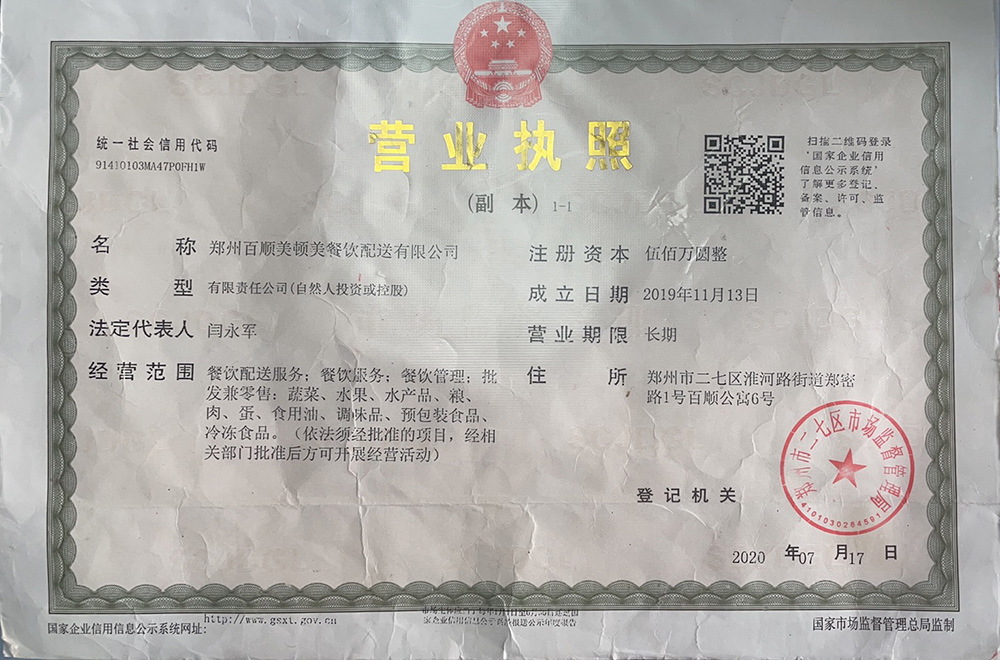 统一社会信用代码
91410103MA47P0FH1W
营业执照
(副 本) 1-1
扫描二维码登录
"国家企业信用
信息公示系统"
了解更多登记、
备案、许可、监
管信息。
名 称 郑州百顺美顿美餐饮配送有限公司
类 型 有限责任公司(自然人投资或控股)
法定代表人 闫永军
经营范围 餐饮配送服务;餐饮服务;餐饮管理;批
发兼零售:蔬菜、水果、水产品、粮、
肉、蛋、食用油、调味品、预包装食品、
冷冻食品。(依法须经批准的项目,经相
关部门批准后方可开展经营活动)
注册资本 伍佰万圆整
成立日期 2019年11月13日
营业期限 长期
住 所 郑州市二七区淮河路街道郑密
路1号百顺公寓6号
登记机关
郑州市二七区市场监督管理局
4101030264591
2020 年07 月17 日
国家企业信用信息公示系统网址:
http://www.gsxt.gov.cn
国家市场监督管理总局监制